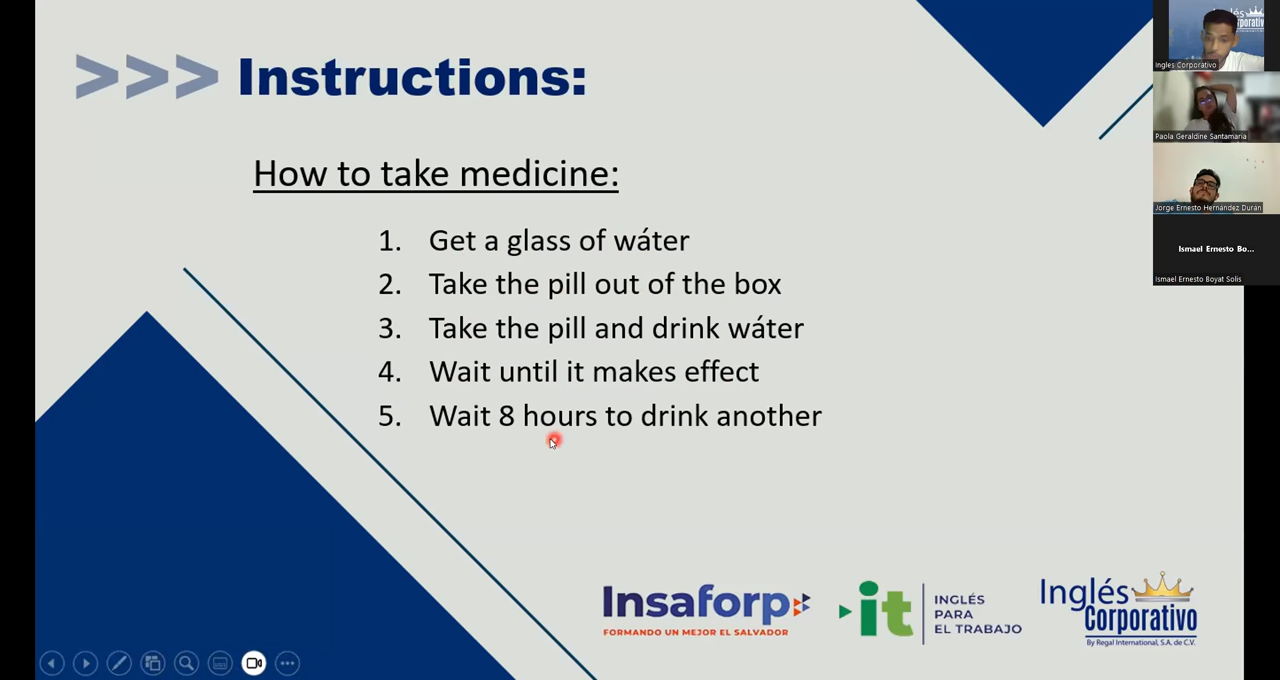 >>> Instructions:
How to take medicine:
1. Get a glass of wáter
2. Take the pill out of the box
3. Take the pill and drink wáter
4. Wait until it makes effect
5. Wait 8 hours to drink another
Insaforp
FORMANDO UN MEJOR EL SALVADOR
it
INGLÉS
PARA
EL TRABAJO
Inglés
Corporativo
By Regal International, S.A. de C.V.
Ingles Corporativo
Paola Geraldine Santamaria
Jorge Ernesto Hernández Durán
Ismael Ernesto Bo...
Ismael Ernesto Boyat Solis